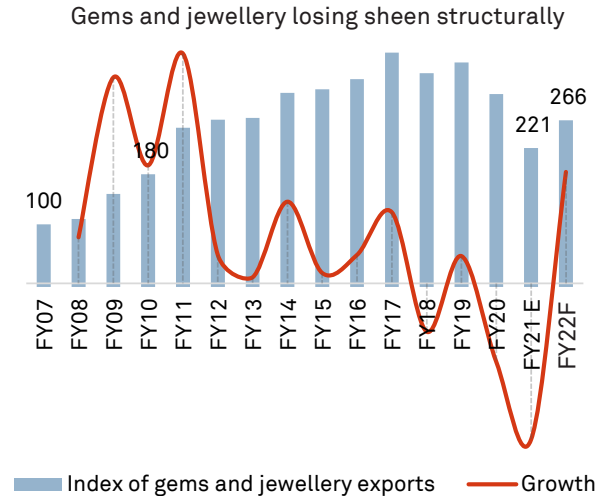 Gems and jewellery losing sheen structurally
100
180
221
266
FY07
FY08
FY09
FY10
FY11
FY12
FY13
FY14
FY15
FY16
FY17
FY18
FY19
FY20
FY21 E
FY22F
Index of gems and jewellery exports
Growth